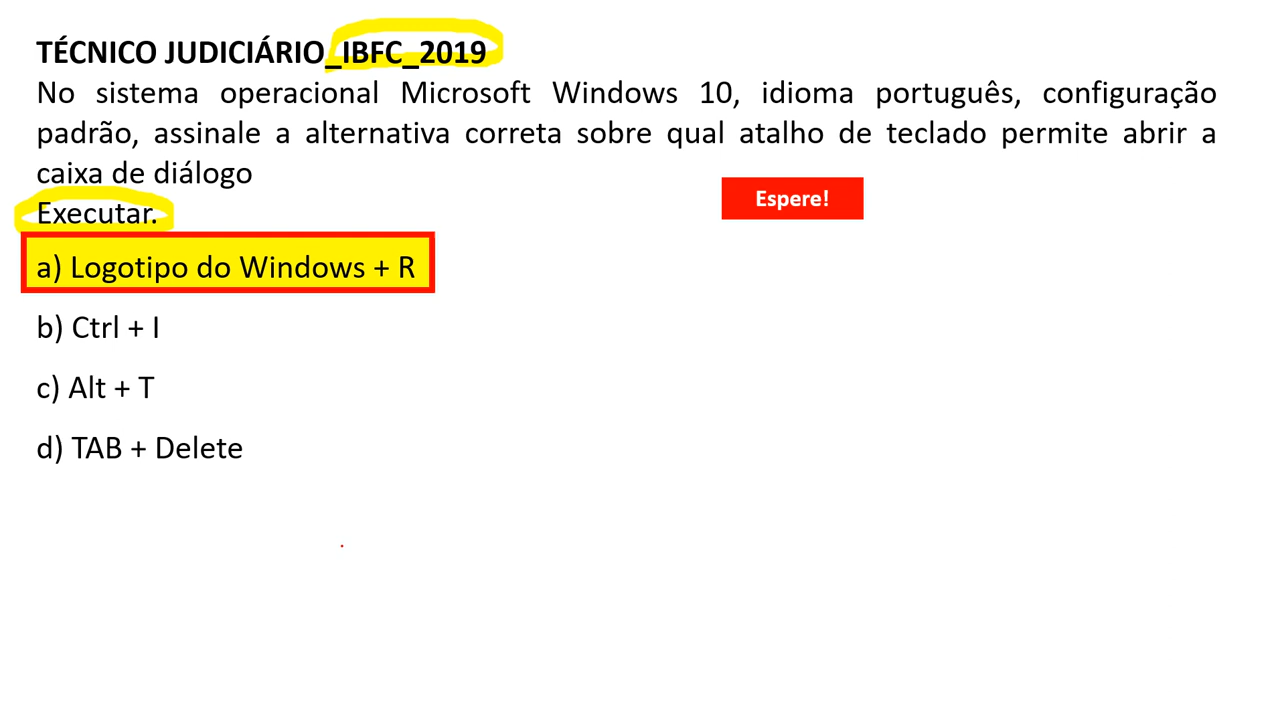 TÉCNICO JUDICIÁRIO_IBFC_2019
No sistema operacional Microsoft Windows 10, idioma português, configuração
padrão, assinale a alternativa correta sobre qual atalho de teclado permite abrir a
caixa de diálogo
Espere!
Executar.
a) Logotipo do Windows + R
b) Ctrl + I
c) Alt + T
d) TAB + Delete